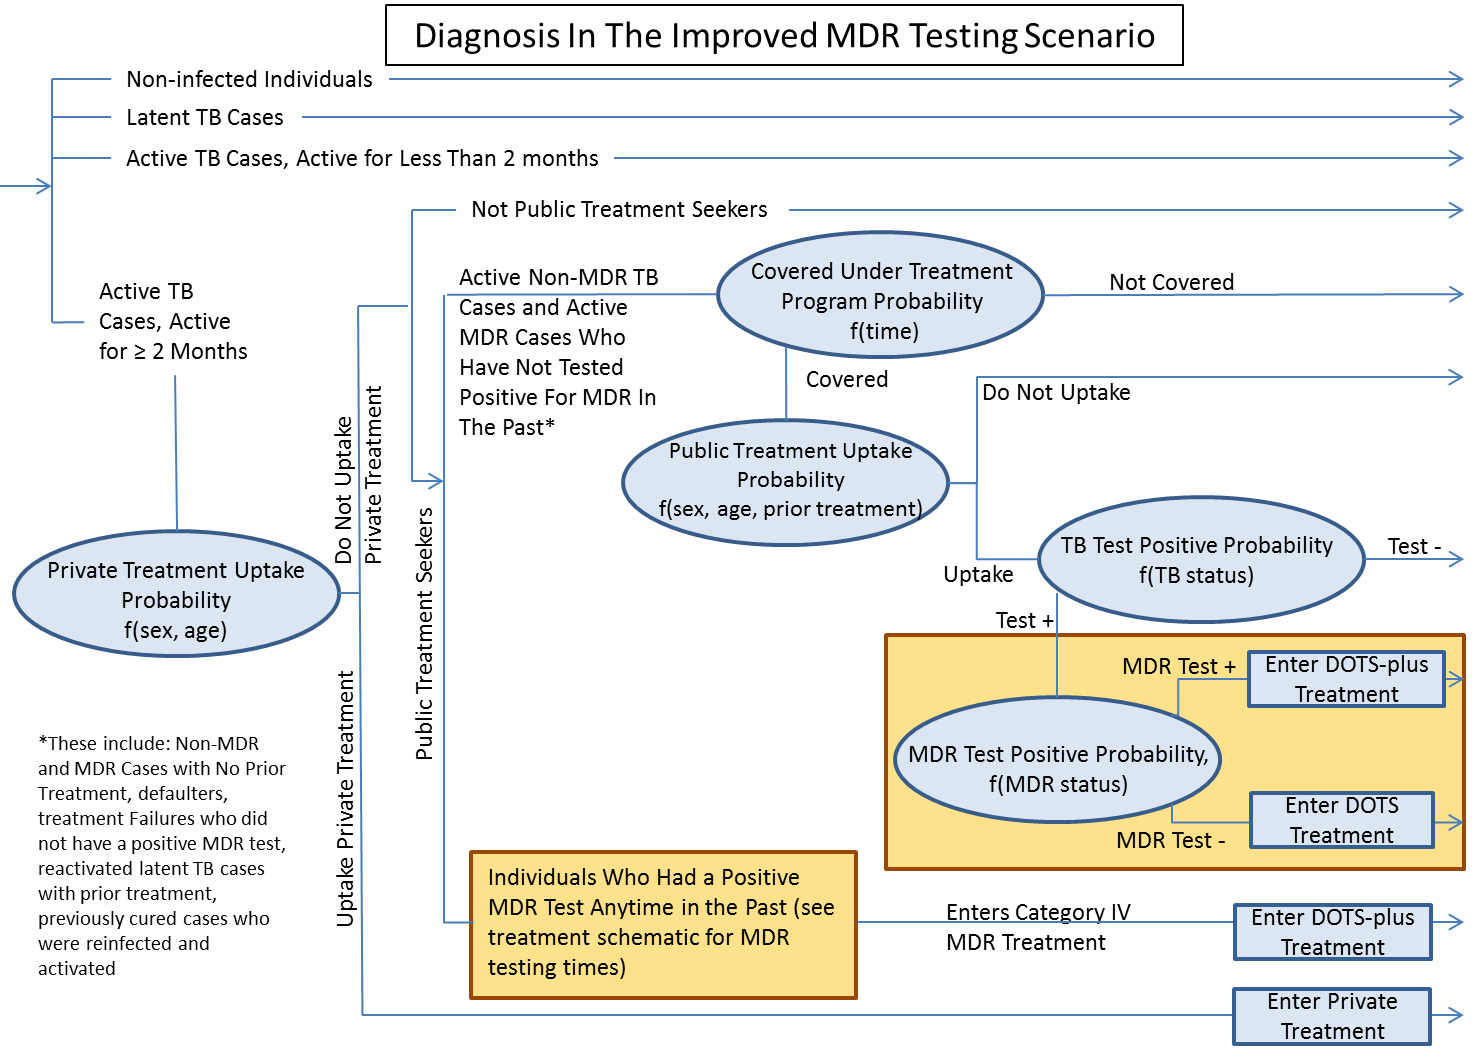 Diagnosis In The Improved MDR Testing Scenario
Non-infected Individuals
Latent TB Cases
Active TB Cases, Active for Less Than 2 months
Not Public Treatment Seekers
Active TB
Cases, Active
for ≥ 2 Months
Active Non-MDR TB
Cases and Active
MDR Cases Who
Have Not Tested
Positive For MDR In
The Past*
Covered Under Treatment
Program Probability
f(time)
Not Covered
Covered
Do Not Uptake
Public Treatment Uptake
Probability
f(sex, age, prior treatment)
Do Not Uptake
Private Treatment
Public Treatment Seekers
Uptake
TB Test Positive Probability
f(TB status)
Test -
Test +
Private Treatment Uptake
Probability
f(sex, age)
Uptake Private Treatment
MDR Test +
Enter DOTS-plus
Treatment
MDR Test Positive Probability,
f(MDR status)
Enter DOTS
Treatment
MDR Test -
*These include: Non-MDR
and MDR Cases with No Prior
Treatment, defaulters,
treatment Failures who did
not have a positive MDR test,
reactivated latent TB cases
with prior treatment,
previously cured cases who
were reinfected and
activated
Individuals Who Had a Positive
MDR Test Anytime in the Past (see
treatment schematic for MDR
testing times)
Enters Category IV
MDR Treatment
Enter DOTS-plus
Treatment
Enter Private
Treatment